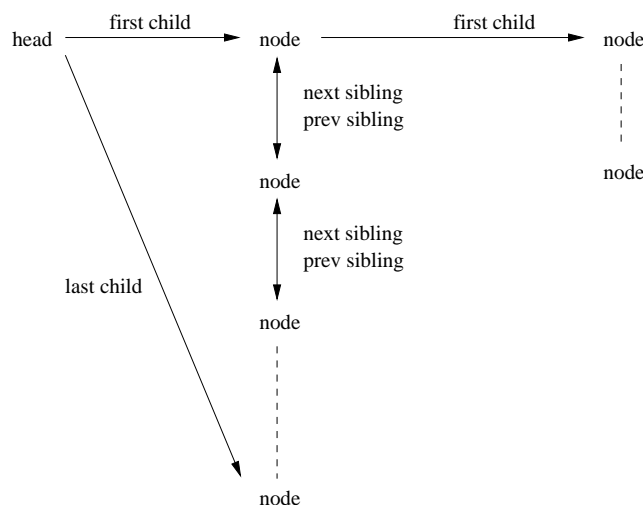 first child
first child
head
node
node
next sibling
prev sibling
node
node
next sibling
prev sibling
last child
node
node